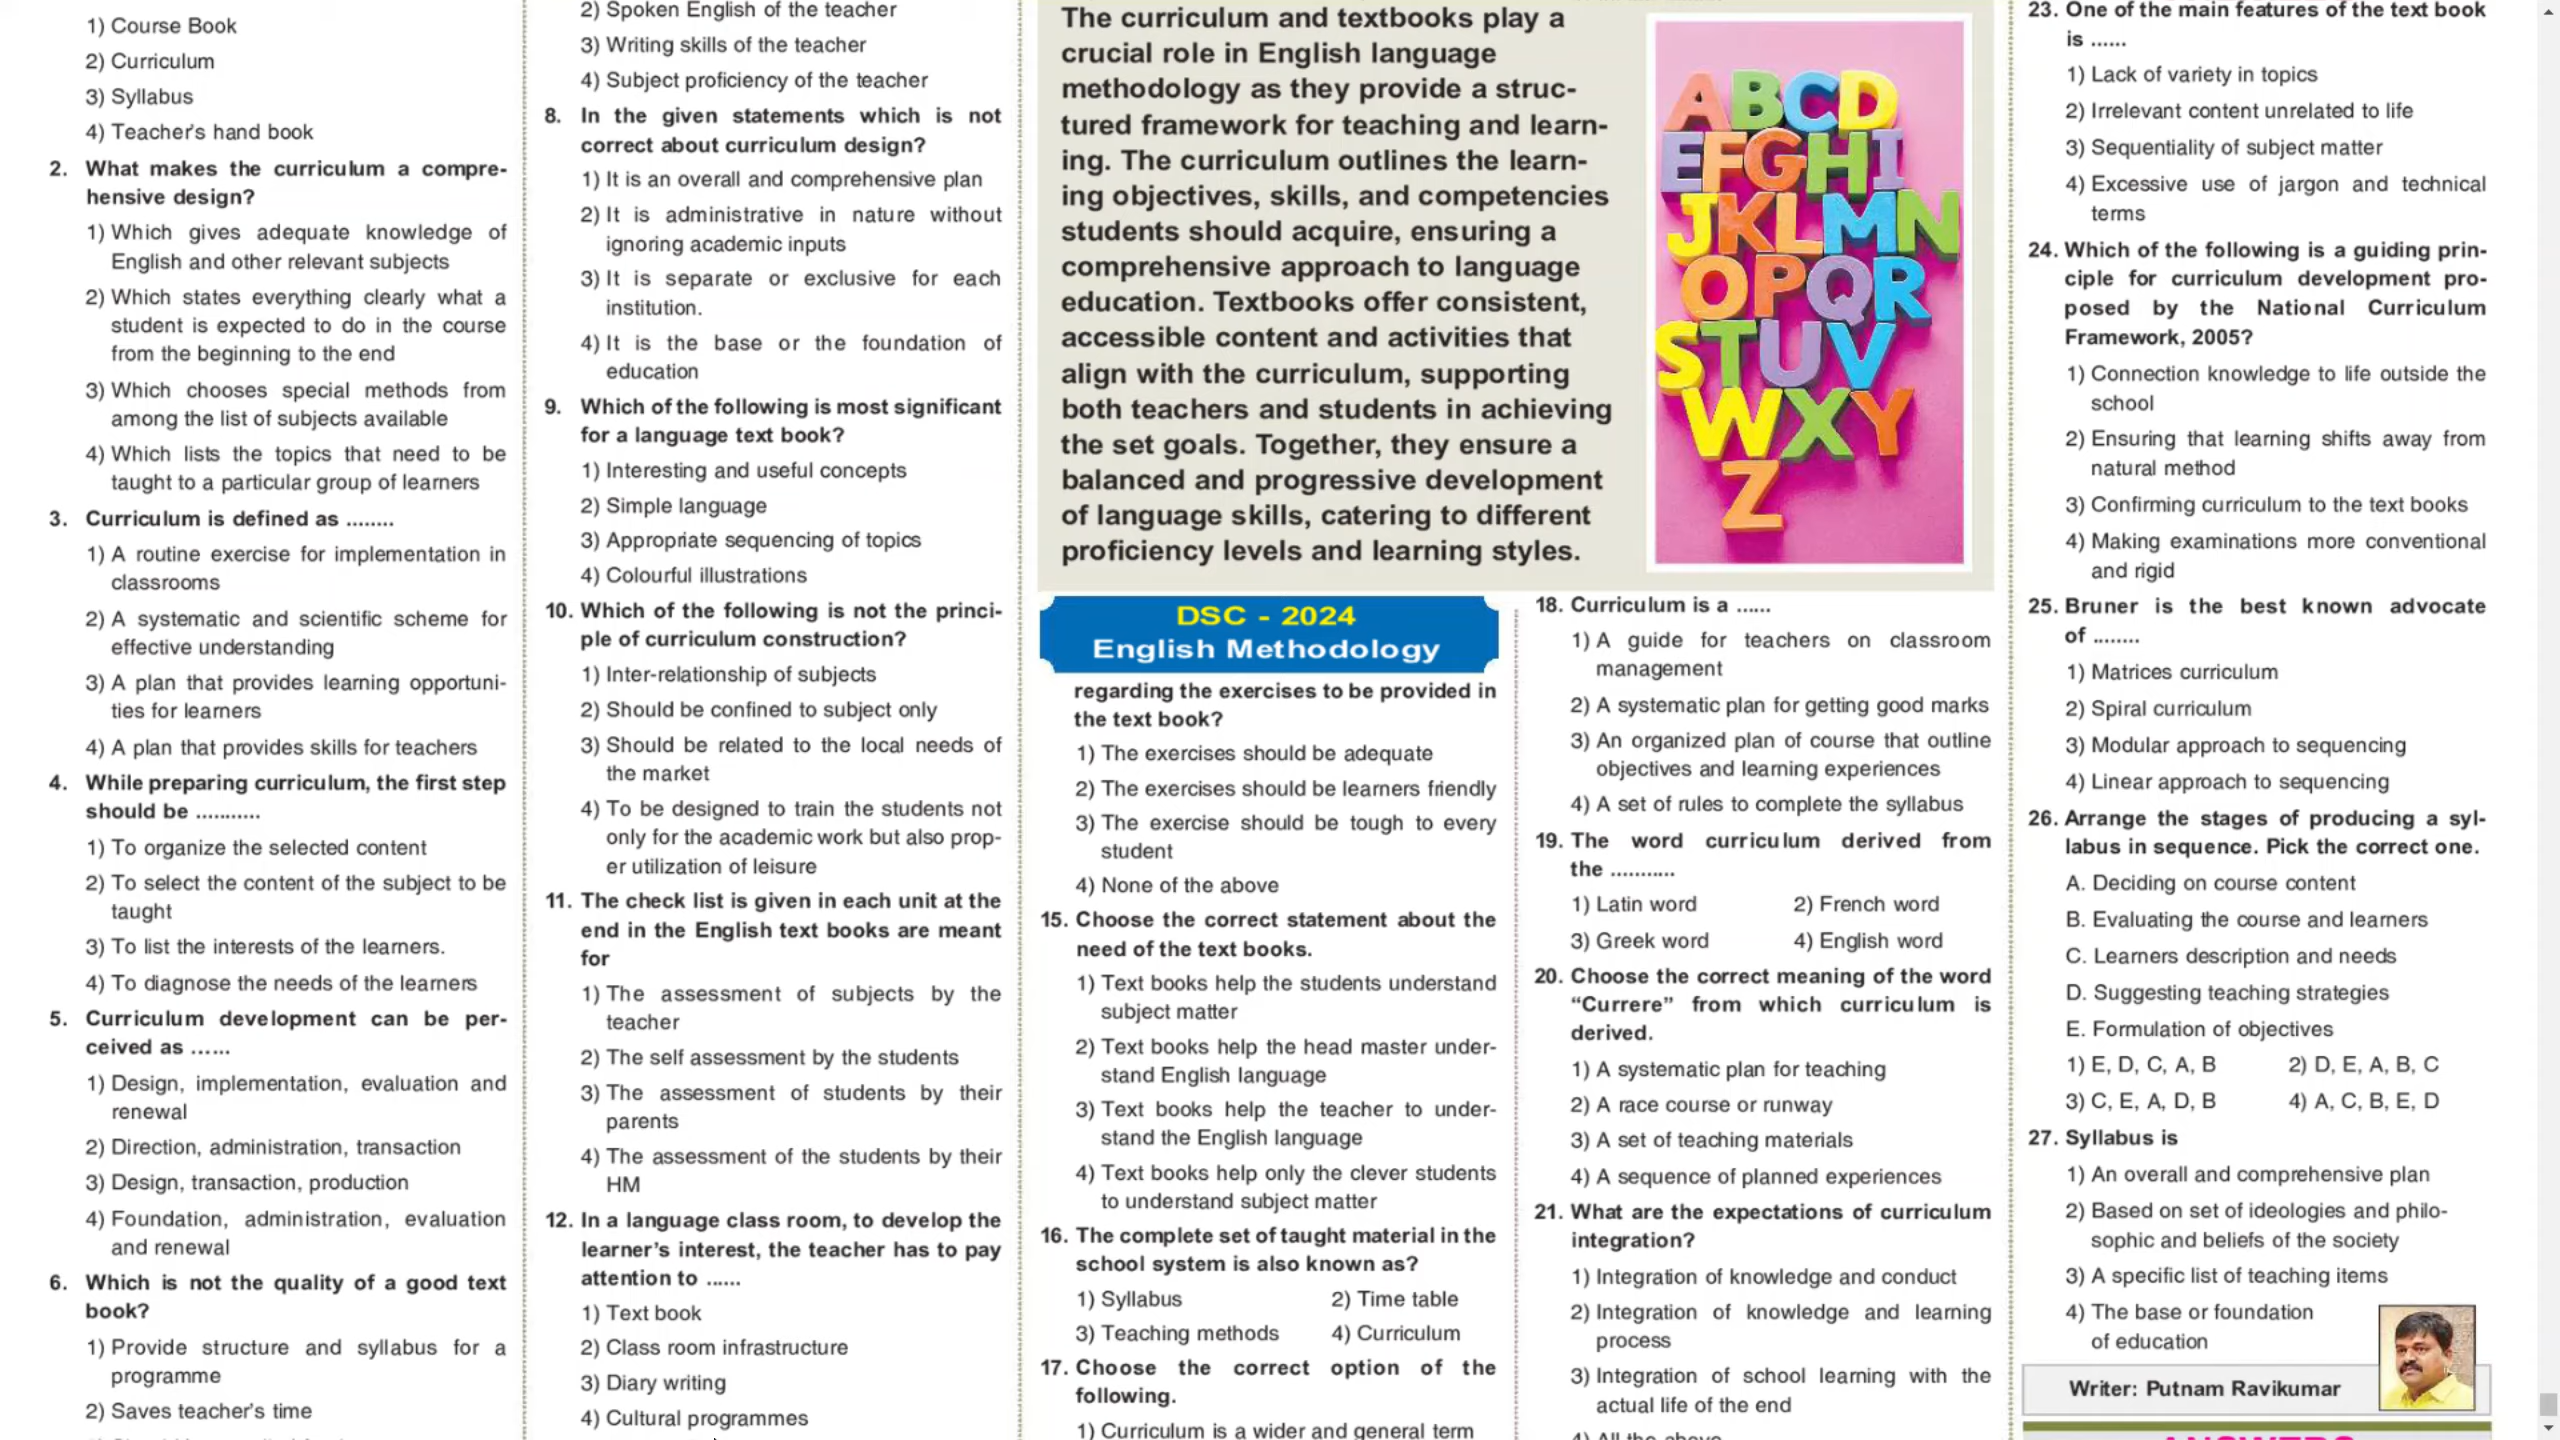 1) Course Book
2) Curriculum
3) Syllabus
4) Teacher's hand book
2. What makes the curriculum a compre-
hensive design?
1) Which gives adequate knowledge of
English and other relevant subjects
2) Which states everything clearly what a
student is expected to do in the course
from the beginning to the end
3) Which chooses special methods from
among the list of subjects available
4) Which lists the topics that need to be
taught to a particular group of learners
3. Curriculum is defined as ........
1) A routine exercise for implementation in
classrooms
2) A systematic and scientific scheme for
effective understanding
3) A plan that provides learning opportuni-
ties for learners
4) A plan that provides skills for teachers
4. While preparing curriculum, the first step
should be ...........
1) To organize the selected content
2) To select the content of the subject to be
taught
3) To list the interests of the learners.
4) To diagnose the needs of the learners
5. Curriculum development can be per-
ceived as ......
1) Design, implementation, evaluation and
renewal
2) Direction, administration, transaction
3) Design, transaction, production
4) Foundation, administration, evaluation
and renewal
6. Which is not the quality of a good text
book?
1) Provide structure and syllabus for a
programme
2) Saves teacher's time
2) Spoken English of the teacher
3) Writing skills of the teacher
4) Subject proficiency of the teacher
8. In the given statements which is not
correct about curriculum design?
1) It is an overall and comprehensive plan
2) It is administrative in nature without
ignoring academic inputs
3) It is separate or exclusive for each
institution.
4) It is the base or the foundation of
education
9. Which of the following is most significant
for a language text book?
1) Interesting and useful concepts
2) Simple language
3) Appropriate sequencing of topics
4) Colourful illustrations
10. Which of the following is not the princi-
ple of curriculum construction?
1) Inter-relationship of subjects
2) Should be confined to subject only
3) Should be related to the local needs of
the market
4) To be designed to train the students not
only for the academic work but also prop-
er utilization of leisure
11. The check list is given in each unit at the
end in the English text books are meant
for
1) The assessment of subjects by the
teacher
2) The self assessment by the students
3) The assessment of students by their
parents
4) The assessment of the students by their
HM
12. In a language class room, to develop the
learner's interest, the teacher has to pay
attention to ......
1) Text book
2) Class room infrastructure
3) Diary writing
4) Cultural programmes
The curriculum and textbooks play a
crucial role in English language
methodology as they provide a struc-
tured framework for teaching and learn-
ing. The curriculum outlines the learn-
ing objectives, skills, and competencies
students should acquire, ensuring a
comprehensive approach to language
education. Textbooks offer consistent,
accessible content and activities that
align with the curriculum, supporting
both teachers and students in achieving
the set goals. Together, they ensure a
balanced and progressive development
of language skills, catering to different
proficiency levels and learning styles.
ABCD
EFGHI
JKLMN
OPQR
STUV
WXY
Z
DSC - 2024
English Methodology
regarding the exercises to be provided in
the text book?
1) The exercises should be adequate
2) The exercises should be learners friendly
3) The exercise should be tough to every
student
4) None of the above
15. Choose the correct statement about the
need of the text books.
1) Text books help the students understand
subject matter
2) Text books help the head master under-
stand English language
3) Text books help the teacher to under-
stand the English language
4) Text books help only the clever students
to understand subject matter
16. The complete set of taught material in the
school system is also known as?
1) Syllabus 2) Time table
3) Teaching methods 4) Curriculum
17. Choose the correct option of the
following.
1) Curriculum is a wider and general term
18. Curriculum is a ......
1) A guide for teachers on classroom
management
2) A systematic plan for getting good marks
3) An organized plan of course that outline
objectives and learning experiences
4) A set of rules to complete the syllabus
19. The word curriculum derived from
the ...........
1) Latin word 2) French word
3) Greek word 4) English word
20. Choose the correct meaning of the word
“Currere” from which curriculum is
derived.
1) A systematic plan for teaching
2) A race course or runway
3) A set of teaching materials
4) A sequence of planned experiences
21. What are the expectations of curriculum
integration?
1) Integration of knowledge and conduct
2) Integration of knowledge and learning
process
3) Integration of school learning with the
actual life of the end
4) All the above
23. One of the main features of the text book
is ......
1) Lack of variety in topics
2) Irrelevant content unrelated to life
3) Sequentiality of subject matter
4) Excessive use of jargon and technical
terms
24. Which of the following is a guiding prin-
ciple for curriculum development pro-
posed by the National Curriculum
Framework, 2005?
1) Connection knowledge to life outside the
school
2) Ensuring that learning shifts away from
natural method
3) Confirming curriculum to the text books
4) Making examinations more conventional
and rigid
25. Bruner is the best known advocate
of ........
1) Matrices curriculum
2) Spiral curriculum
3) Modular approach to sequencing
4) Linear approach to sequencing
26. Arrange the stages of producing a syl-
labus in sequence. Pick the correct one.
A. Deciding on course content
B. Evaluating the course and learners
C. Learners description and needs
D. Suggesting teaching strategies
E. Formulation of objectives
1) E, D, C, A, B 2) D, E, A, B, C
3) C, E, A, D, B 4) A, C, B, E, D
27. Syllabus is
1) An overall and comprehensive plan
2) Based on set of ideologies and philo-
sophic and beliefs of the society
3) A specific list of teaching items
4) The base or foundation
of education
Writer: Putnam Ravikumar
ANSWERS